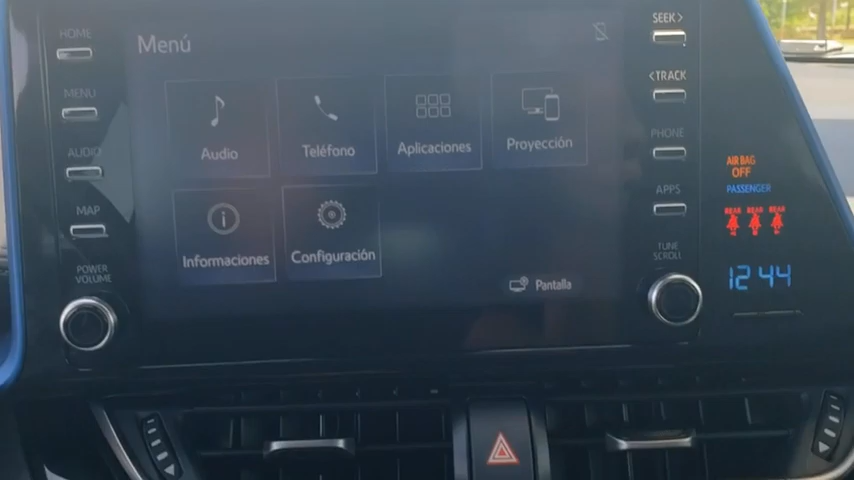 HOME
MENU
AUDIO
MAP
POWER
VOLUME
Menú
Audio
Teléfono
Aplicaciones
Proyección
Informaciones
Configuración
Pantalla
SEEK >
< TRACK
PHONE
APPS
TUNE
SCROLL
AIR BAG
OFF
PASSENGER
REAR REAR REAR
12 44